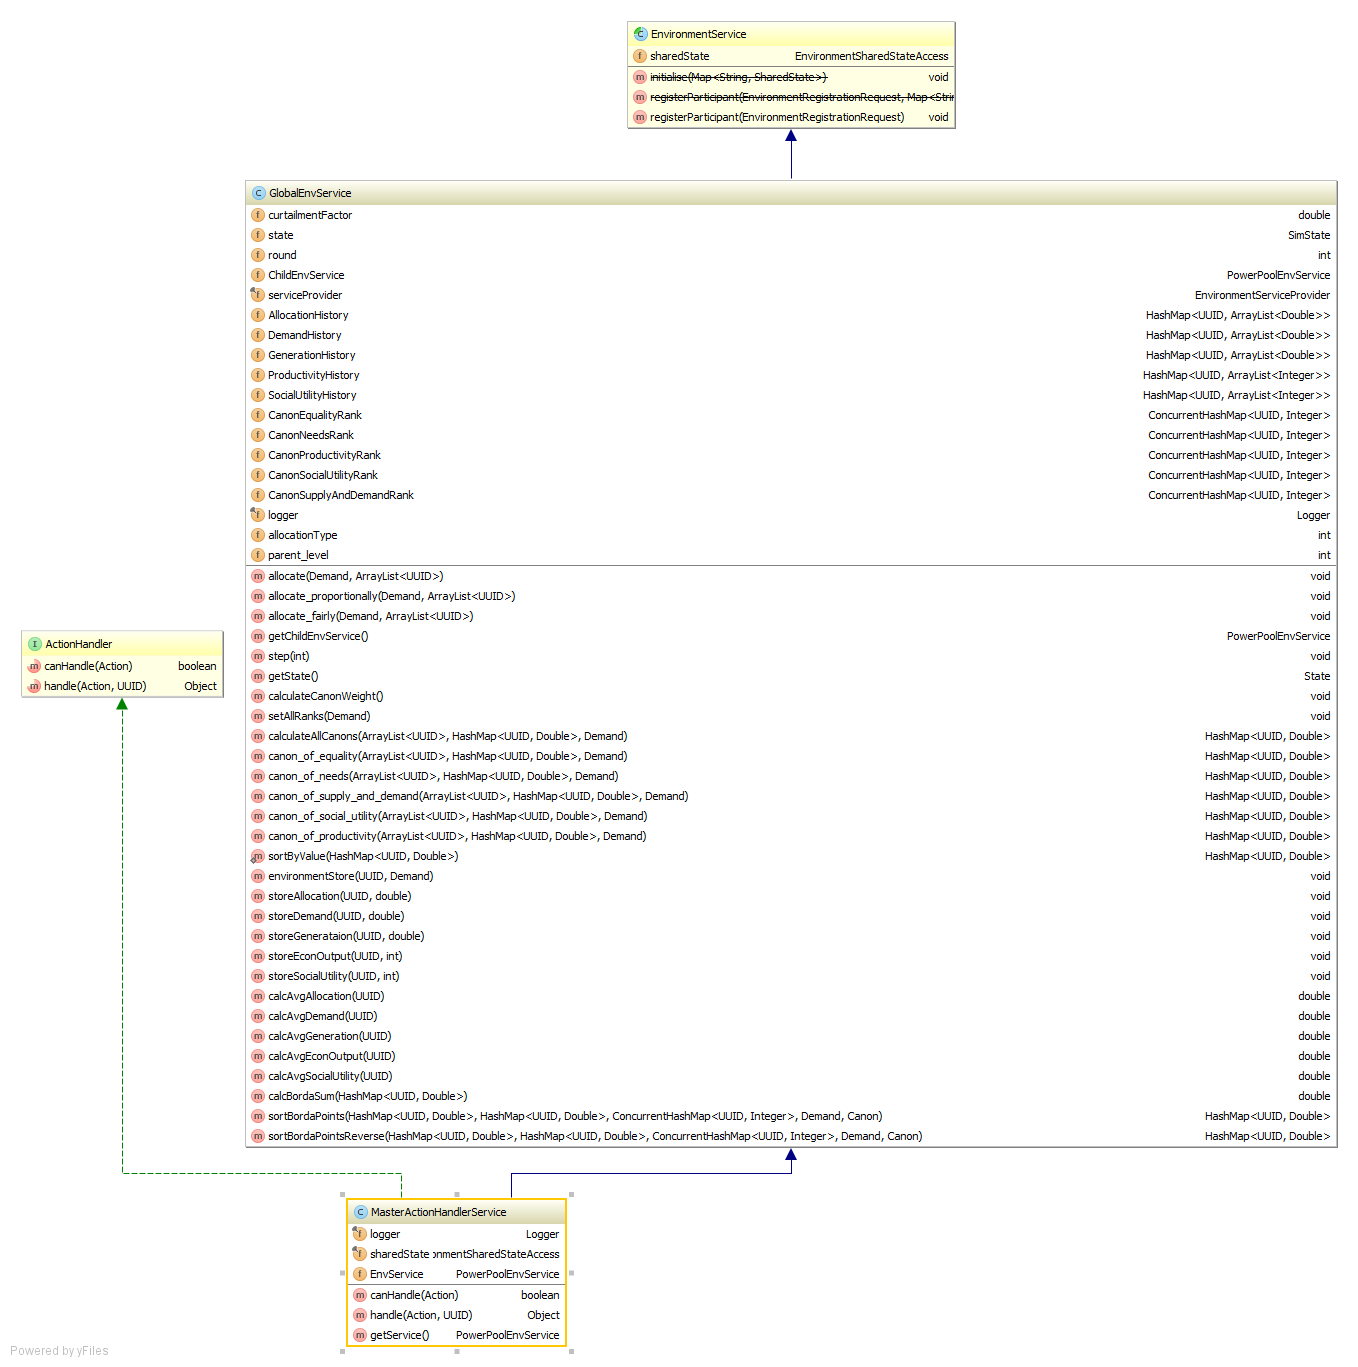 EnvironmentService
sharedState EnvironmentSharedStateAccess
initialise(Map<String, SharedState>) void
registerParticipant(EnvironmentRegistrationRequest, Map<Strin
registerParticipant(EnvironmentRegistrationRequest) void
GlobalEnvService
curtailmentFactor double
state SimState
round int
ChildEnvService PowerPoolEnvService
serviceProvider EnvironmentServiceProvider
AllocationHistory HashMap<UUID, ArrayList<Double>>
DemandHistory HashMap<UUID, ArrayList<Double>>
GenerationHistory HashMap<UUID, ArrayList<Double>>
ProductivityHistory HashMap<UUID, ArrayList<Integer>>
SocialUtilityHistory HashMap<UUID, ArrayList<Integer>>
CanonEqualityRank ConcurrentHashMap<UUID, Integer>
CanonNeedsRank ConcurrentHashMap<UUID, Integer>
CanonProductivityRank ConcurrentHashMap<UUID, Integer>
CanonSocialUtilityRank ConcurrentHashMap<UUID, Integer>
CanonSupplyAndDemandRank ConcurrentHashMap<UUID, Integer>
logger Logger
allocationType int
parent_level int
allocate(Demand, ArrayList<UUID>) void
allocate_proportionally(Demand, ArrayList<UUID>) void
allocate_fairly(Demand, ArrayList<UUID>) void
getChildEnvService() PowerPoolEnvService
step(int) void
getState() State
calculateCanonWeight() void
setAllRanks(Demand) void
calculateAllCanons(ArrayList<UUID>, HashMap<UUID, Double>, Demand) HashMap<UUID, Double>
canon_of_equality(ArrayList<UUID>, HashMap<UUID, Double>, Demand) HashMap<UUID, Double>
canon_of_needs(ArrayList<UUID>, HashMap<UUID, Double>, Demand) HashMap<UUID, Double>
canon_of_supply_and_demand(ArrayList<UUID>, HashMap<UUID, Double>, Demand) HashMap<UUID, Double>
canon_of_social_utility(ArrayList<UUID>, HashMap<UUID, Double>, Demand) HashMap<UUID, Double>
canon_of_productivity(ArrayList<UUID>, HashMap<UUID, Double>, Demand) HashMap<UUID, Double>
sortByValue(HashMap<UUID, Double>) HashMap<UUID, Double>
environmentStore(UUID, Demand) void
storeAllocation(UUID, double) void
storeDemand(UUID, double) void
storeGenerataion(UUID, double) void
storeEconOutput(UUID, int) void
storeSocialUtility(UUID, int) void
calcAvgAllocation(UUID) double
calcAvgDemand(UUID) double
calcAvgGeneration(UUID) double
calcAvgEconOutput(UUID) double
calcAvgSocialUtility(UUID) double
calcBordaSum(HashMap<UUID, Double>) double
sortBordaPoints(HashMap<UUID, Double>, HashMap<UUID, Double>, ConcurrentHashMap<UUID, Integer>, Demand, Canon) HashMap<UUID, Double>
sortBordaPointsReverse(HashMap<UUID, Double>, HashMap<UUID, Double>, ConcurrentHashMap<UUID, Integer>, Demand, Canon) HashMap<UUID, Double>
ActionHandler
canHandle(Action) boolean
handle(Action, UUID) Object
MasterActionHandlerService
logger Logger
sharedState onmentSharedStateAccess
EnvService PowerPoolEnvService
canHandle(Action) boolean
handle(Action, UUID) Object
getService() PowerPoolEnvService
Powered by yFiles